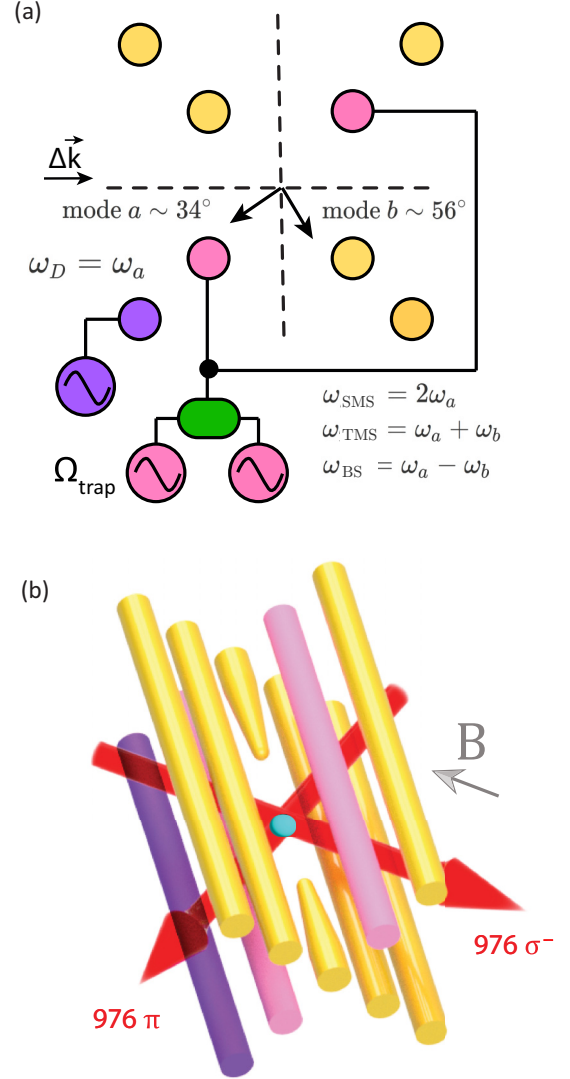 (a)
Δk⃗
mode a ∼ 34°
mode b ∼ 56°
ω_D = ω_a
ω_SMS = 2ω_a
ω_TMS = ω_a + ω_b
ω_BS = ω_a − ω_b
Ω_trap
(b)
B
976 σ⁻
976 π